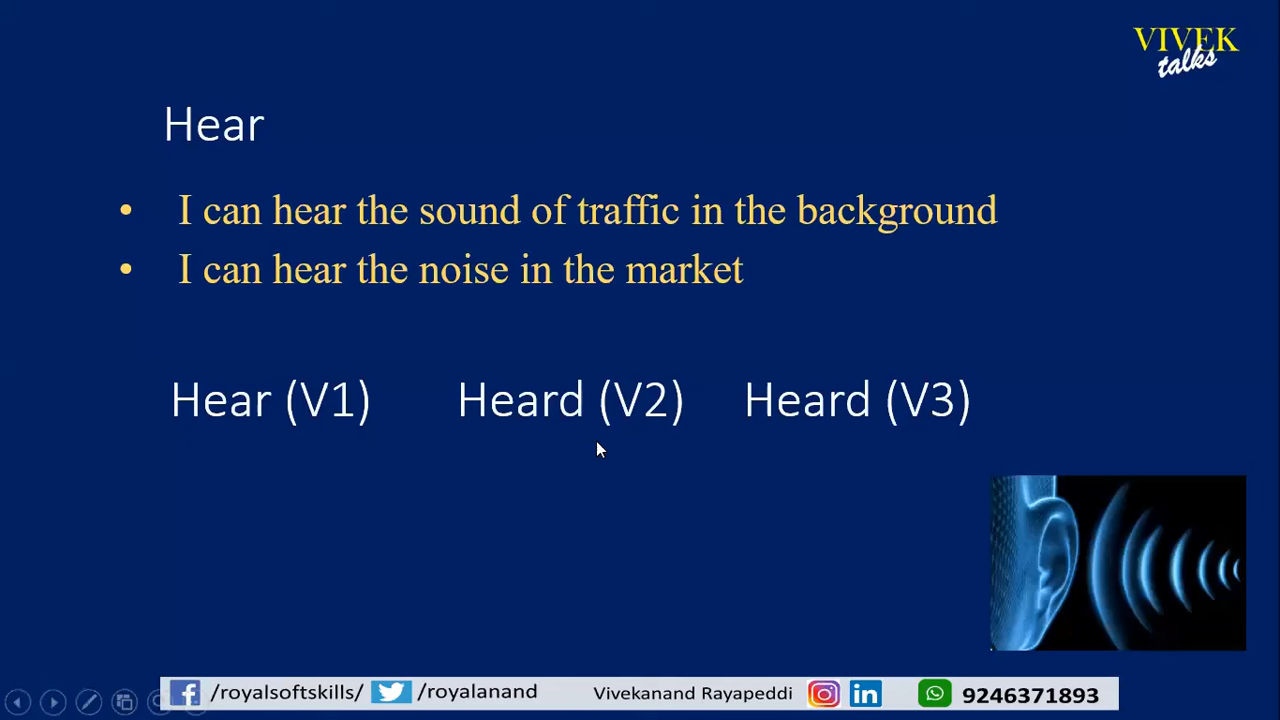 VIVEK
talks
Hear
• I can hear the sound of traffic in the background
• I can hear the noise in the market
Hear (V1) Heard (V2) Heard (V3)
/royalsoftskills/ /royalanand Vivekanand Rayapeddi 9246371893